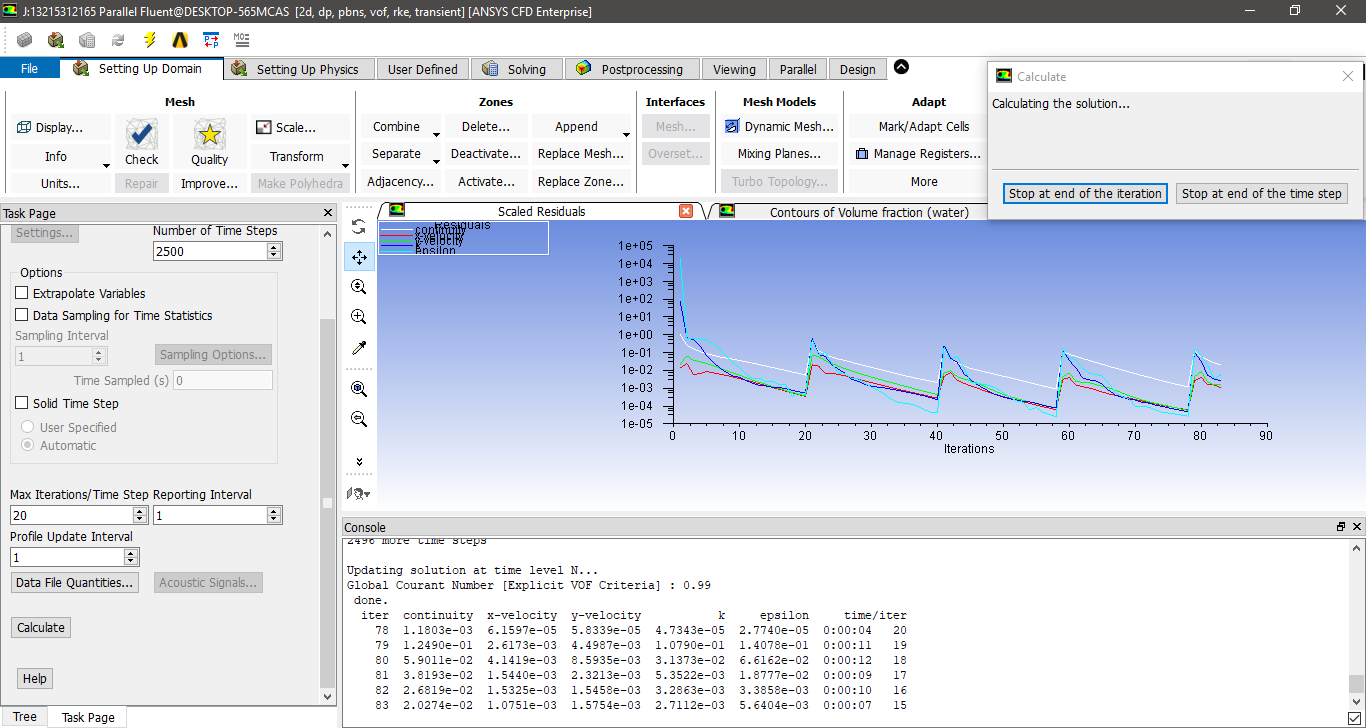 J:13215312165 Parallel Fluent@DESKTOP-565MCAS [2d, dp, pbns, vof, rke, transient] [ANSYS CFD Enterprise]
File Setting Up Domain Setting Up Physics User Defined Solving Postprocessing Viewing Parallel Design
Mesh Zones Interfaces Mesh Models Adapt
Display... Scale... Combine Delete... Append Mesh... Dynamic Mesh... Mark/Adapt Cells
Info Check Quality Transform Separate Deactivate... Replace Mesh... Overset... Mixing Planes... Manage Registers...
Units... Repair Improve... Make Polyhedra Adjacency... Activate... Replace Zone... Turbo Topology... More
Calculate
Calculating the solution...
Stop at end of the iteration Stop at end of the time step
Task Page
Settings... Number of Time Steps
2500
Options
Extrapolate Variables
Data Sampling for Time Statistics
Sampling Interval
1 Sampling Options...
Time Sampled (s) 0
Solid Time Step
User Specified
Automatic
Max Iterations/Time Step Reporting Interval
20 1
Profile Update Interval
1
Data File Quantities... Acoustic Signals...
Calculate
Help
Tree Task Page
Scaled Residuals Contours of Volume fraction (water)
Residuals
continuity
x-velocity
y-velocity
k
epsilon
1e+05
1e+04
1e+03
1e+02
1e+01
1e+00
1e-01
1e-02
1e-03
1e-04
1e-05
0 10 20 30 40 50 60 70 80 90
Iterations
Console
2496 more time steps
Updating solution at time level N...
Global Courant Number [Explicit VOF Criteria] : 0.99
done.
iter continuity x-velocity y-velocity k epsilon time/iter
78 1.1803e-03 6.1597e-05 5.8339e-05 4.7343e-05 2.7740e-05 0:00:04 20
79 1.2490e-01 2.6173e-03 4.4987e-03 1.0790e-01 1.4078e-01 0:00:11 19
80 5.9011e-02 4.1419e-03 8.5935e-03 3.1373e-02 6.6162e-02 0:00:12 18
81 3.8193e-02 1.5440e-03 2.3213e-03 5.3522e-03 1.8777e-02 0:00:09 17
82 2.6819e-02 1.5325e-03 1.5458e-03 3.2863e-03 3.3858e-03 0:00:10 16
83 2.0274e-02 1.0751e-03 1.5754e-03 2.7112e-03 5.6404e-03 0:00:07 15